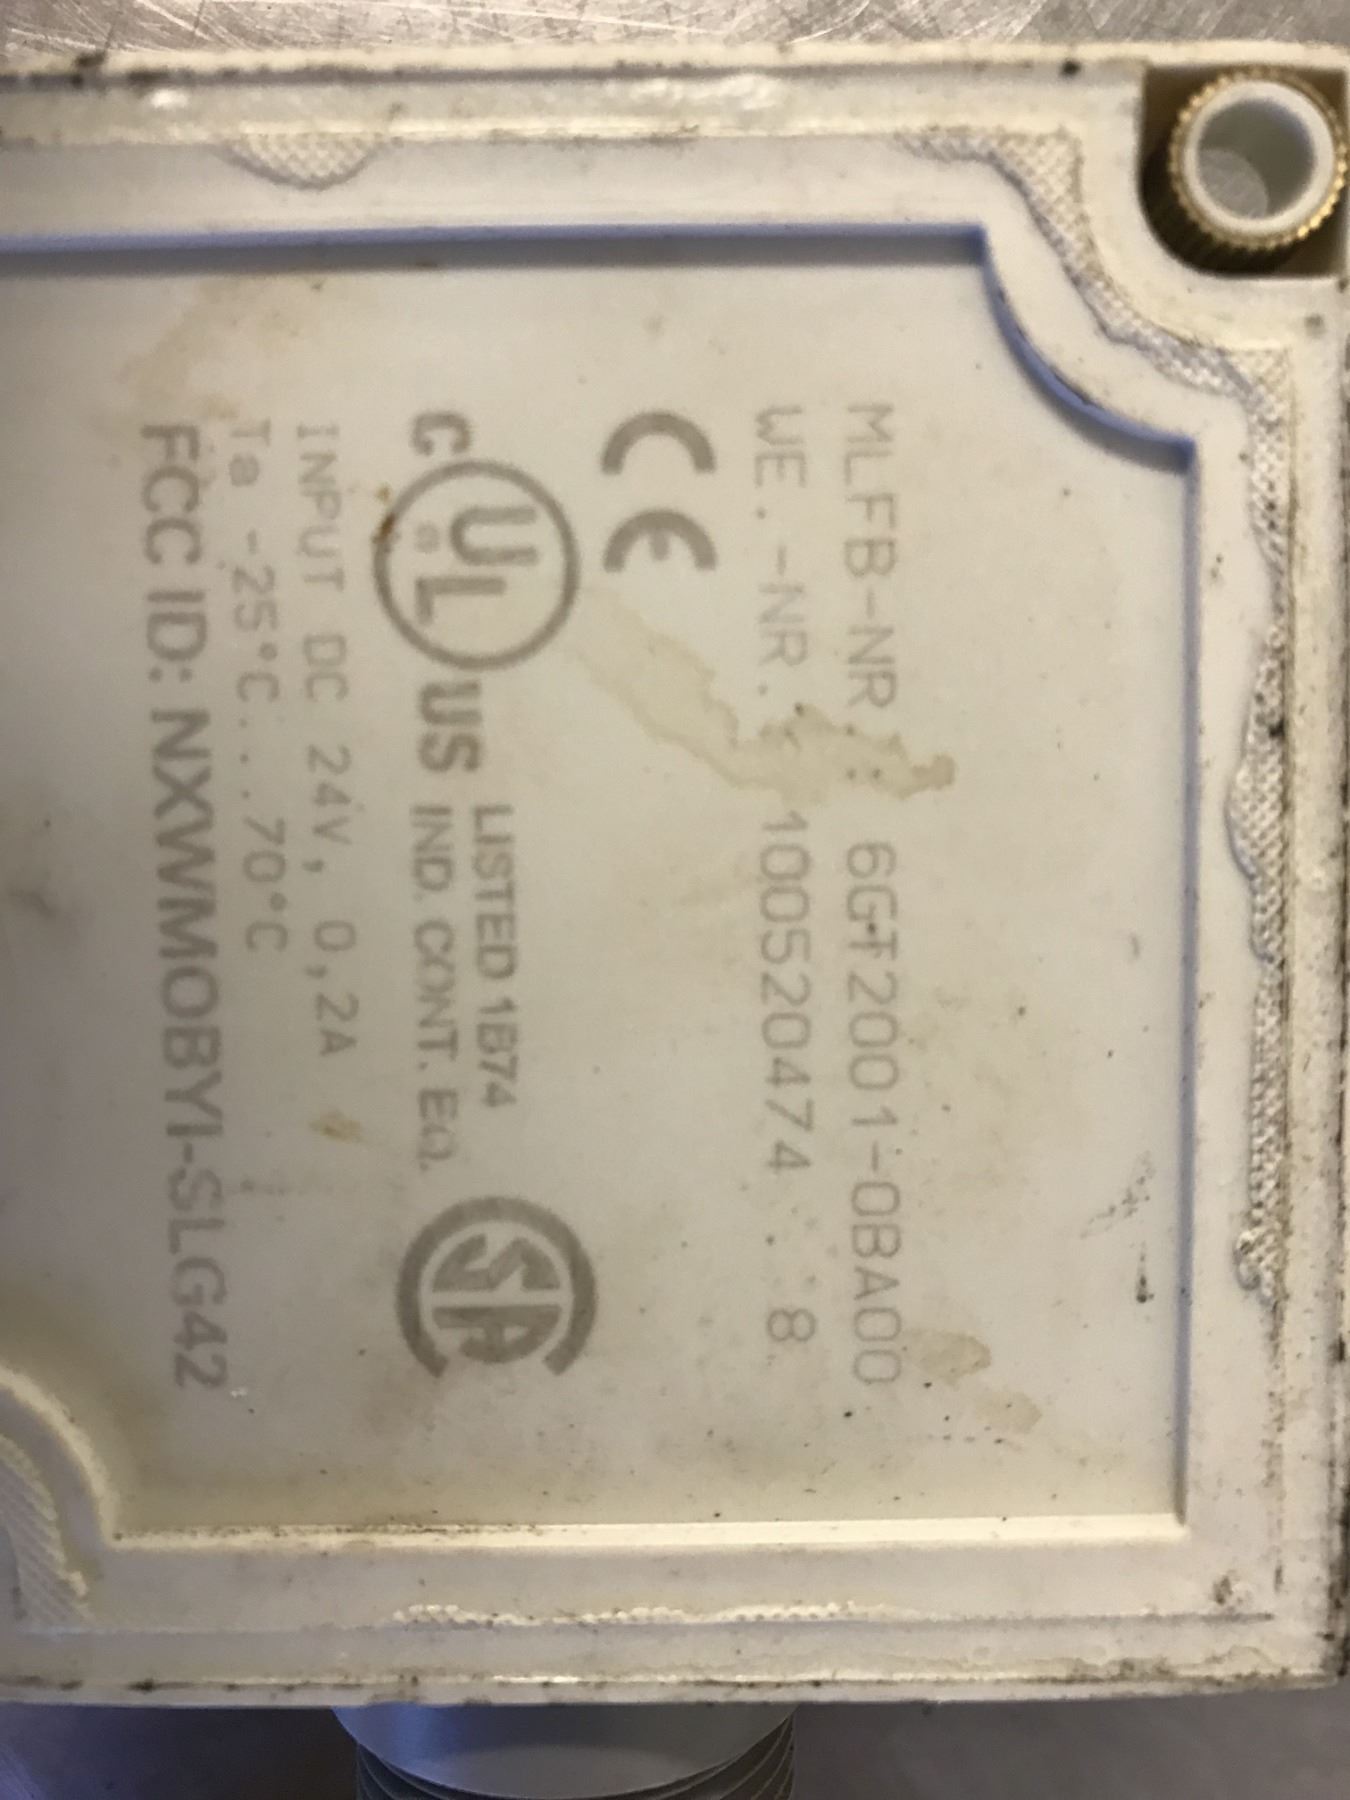 MLFB-NR : 6GT2001-0BA00
WE.-NR. : 100520474 . 8
CE
C UL US LISTED 1B74
IND. CONT. EQ.
SA
INPUT DC 24V, 0,2A
Ta -25°C...70°C
FCC ID: NXWMOBYI-SLG42